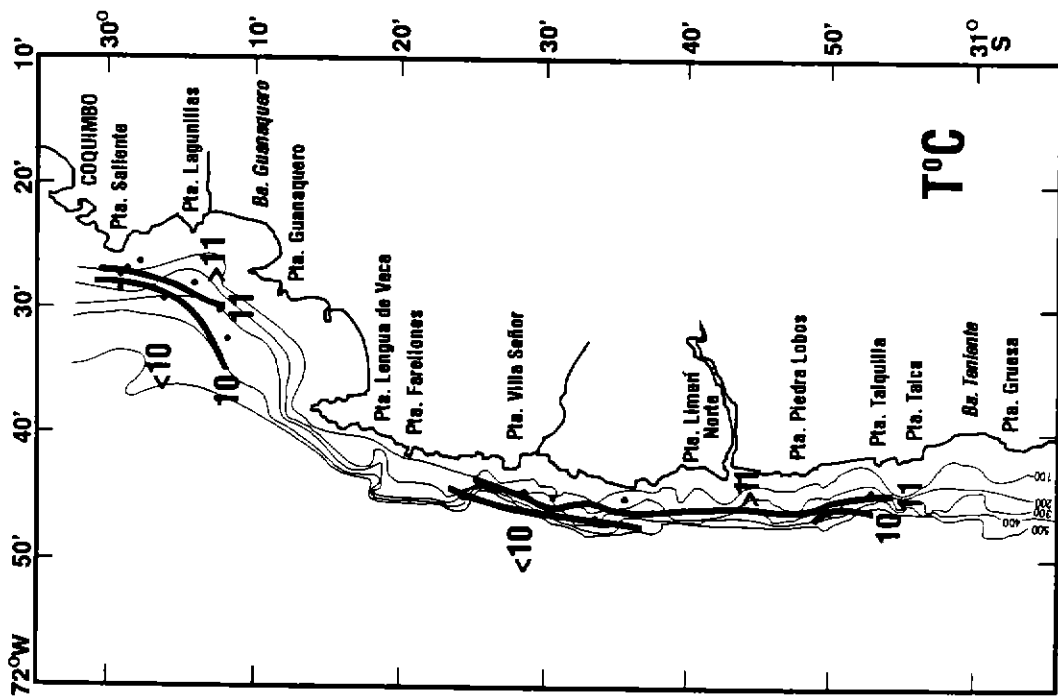 72°W
50'
40'
30'
20'
10'
30°
10'
20'
30'
40'
50'
31°
S
COQUIMBO
Pta. Saliente
Pta. Lagunillas
Ba. Guanaquero
Pta. Guanaquero
Pta. Lengua de Vaca
Pta. Farellones
Pta. Villa Señor
Pta. Limarí
Norte
Pta. Piedra Lobos
Pta. Talquilla
Pta. Talca
Ba. Teniente
Pta. Gruesa
<10
10
11
>11
<10
>11
10
11
100
200
300
400
500
T°C